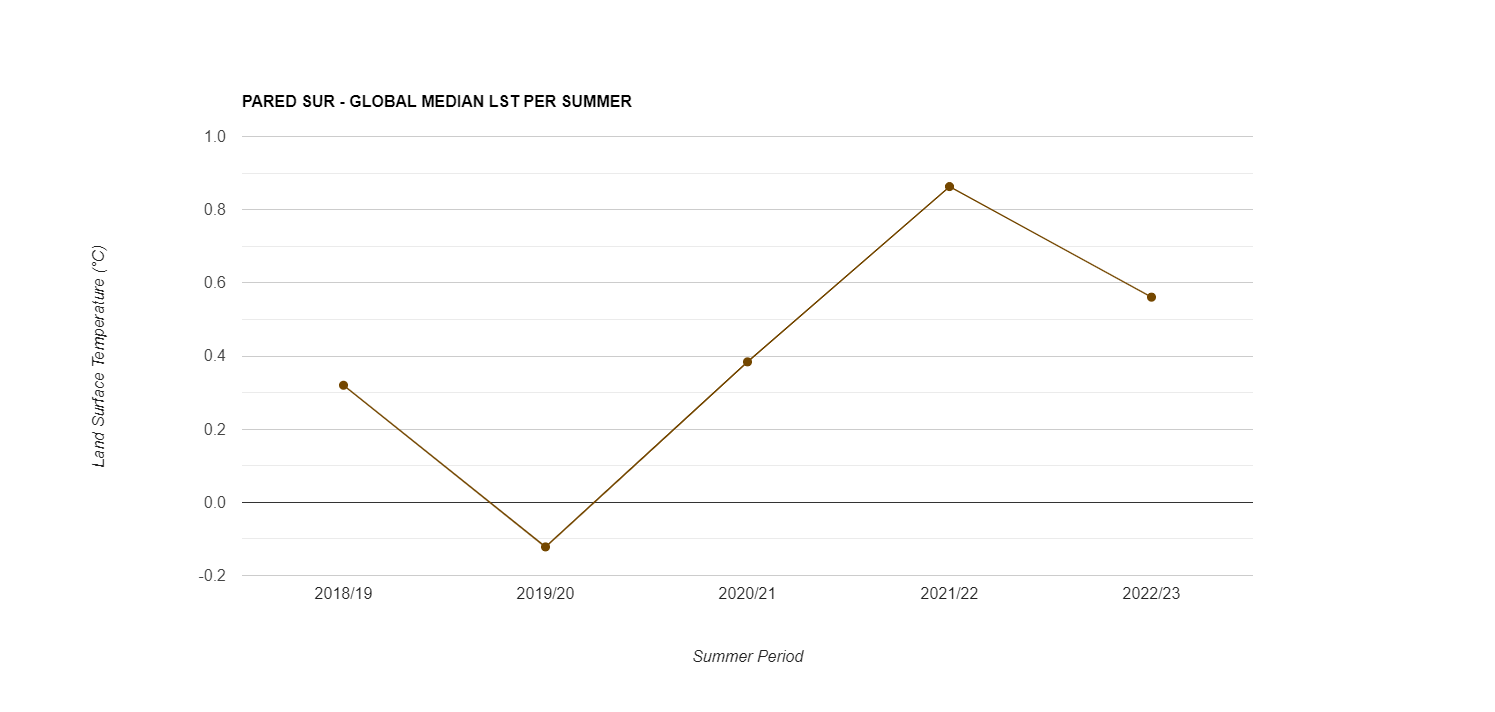 PARED SUR - GLOBAL MEDIAN LST PER SUMMER
1.0
0.8
0.6
0.4
0.2
0.0
-0.2
Land Surface Temperature (°C)
2018/19 2019/20 2020/21 2021/22 2022/23
Summer Period